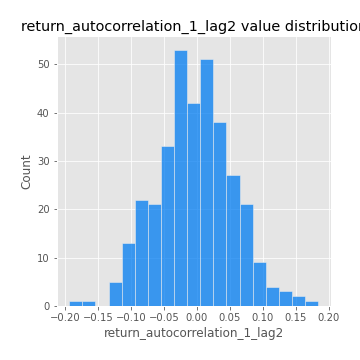 return_autocorrelation_1_lag2 value distribution
Count
50
40
30
20
10
0
−0.20 −0.15 −0.10 −0.05 0.00 0.05 0.10 0.15 0.20
return_autocorrelation_1_lag2